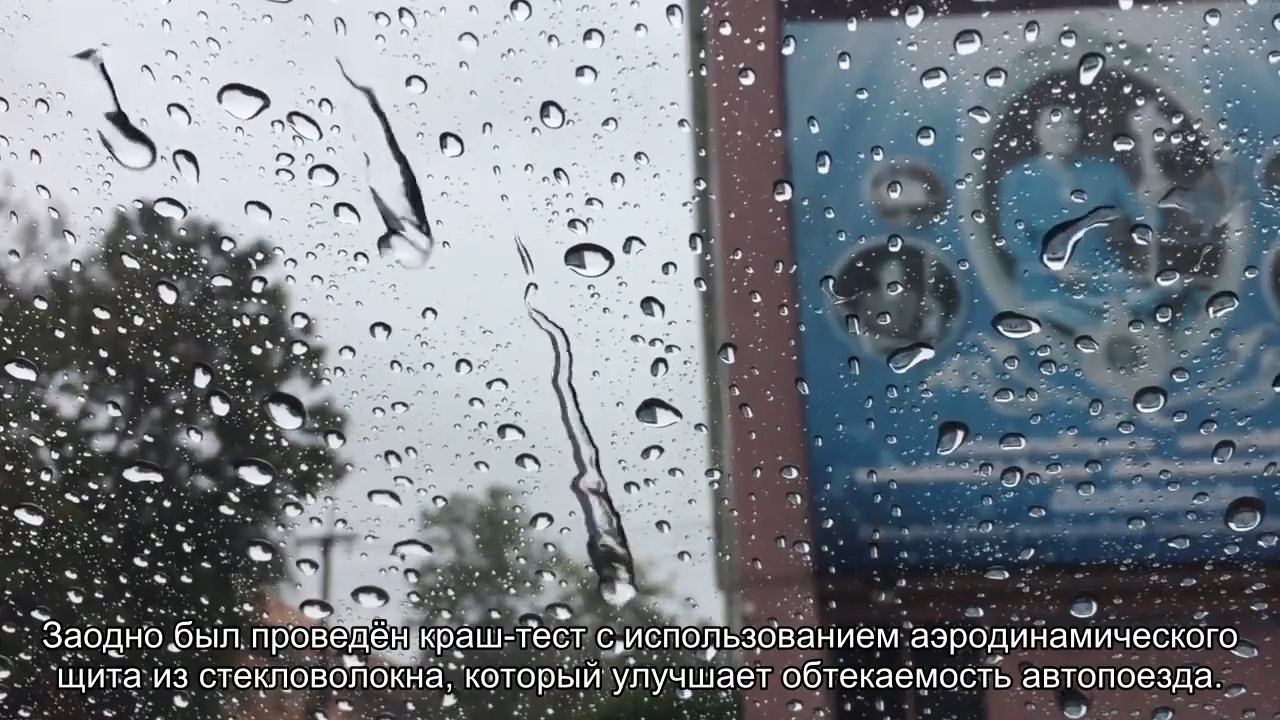 Заодно был проведён краш-тест с использованием аэродинамического
щита из стекловолокна, который улучшает обтекаемость автопоезда.